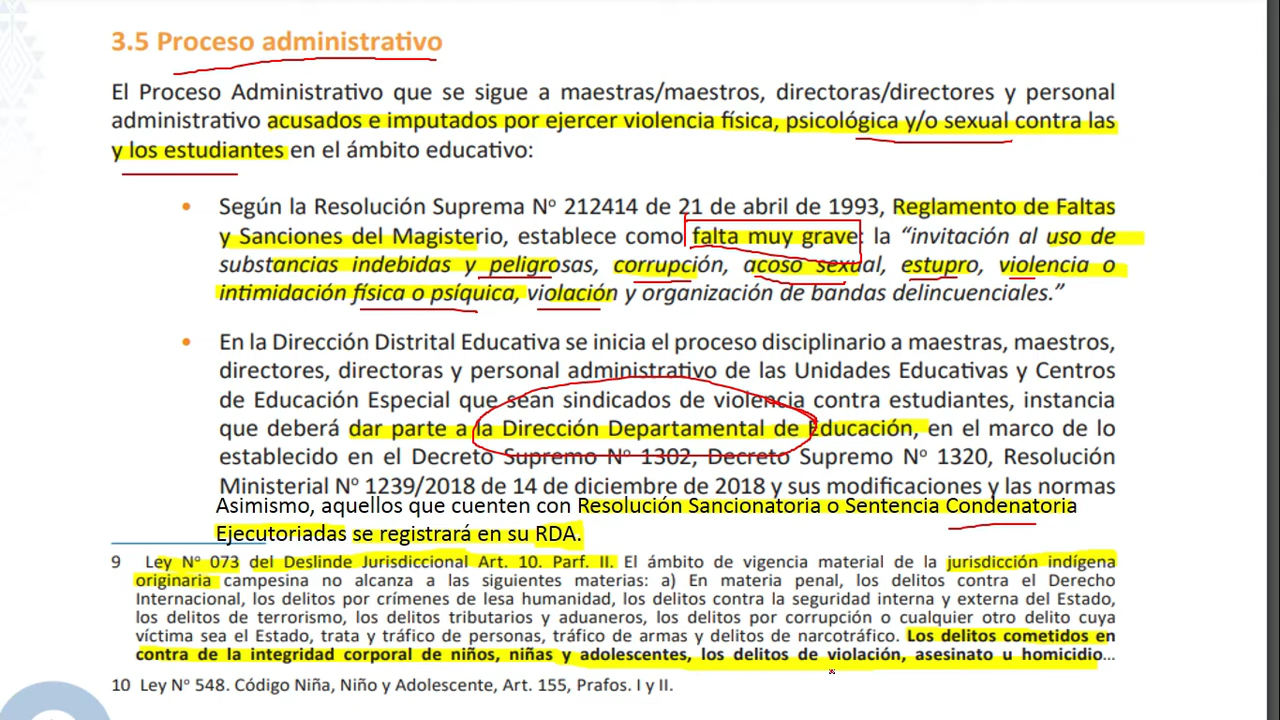 3.5 Proceso administrativo
El Proceso Administrativo que se sigue a maestras/maestros, directoras/directores y personal
administrativo acusados e imputados por ejercer violencia física, psicológica y/o sexual contra las
y los estudiantes en el ámbito educativo:
• Según la Resolución Suprema Nº 212414 de 21 de abril de 1993, Reglamento de Faltas
y Sanciones del Magisterio, establece como falta muy grave: la “invitación al uso de
substancias indebidas y peligrosas, corrupción, acoso sexual, estupro, violencia o
intimidación física o psíquica, violación y organización de bandas delincuenciales.”
• En la Dirección Distrital Educativa se inicia el proceso disciplinario a maestras, maestros,
directores, directoras y personal administrativo de las Unidades Educativas y Centros
de Educación Especial que sean sindicados de violencia contra estudiantes, instancia
que deberá dar parte a la Dirección Departamental de Educación, en el marco de lo
establecido en el Decreto Supremo Nº 1302, Decreto Supremo Nº 1320, Resolución
Ministerial Nº 1239/2018 de 14 de diciembre de 2018 y sus modificaciones y las normas
Asimismo, aquellos que cuenten con Resolución Sancionatoria o Sentencia Condenatoria
Ejecutoriadas se registrará en su RDA.
9 Ley Nº 073 del Deslinde Jurisdiccional Art. 10. Parf. II. El ámbito de vigencia material de la jurisdicción indígena
originaria campesina no alcanza a las siguientes materias: a) En materia penal, los delitos contra el Derecho
Internacional, los delitos por crímenes de lesa humanidad, los delitos contra la seguridad interna y externa del Estado,
los delitos de terrorismo, los delitos tributarios y aduaneros, los delitos por corrupción o cualquier otro delito cuya
víctima sea el Estado, trata y tráfico de personas, tráfico de armas y delitos de narcotráfico. Los delitos cometidos en
contra de la integridad corporal de niños, niñas y adolescentes, los delitos de violación, asesinato u homicidio...
10 Ley Nº 548. Código Niña, Niño y Adolescente, Art. 155, Prafos. I y II.